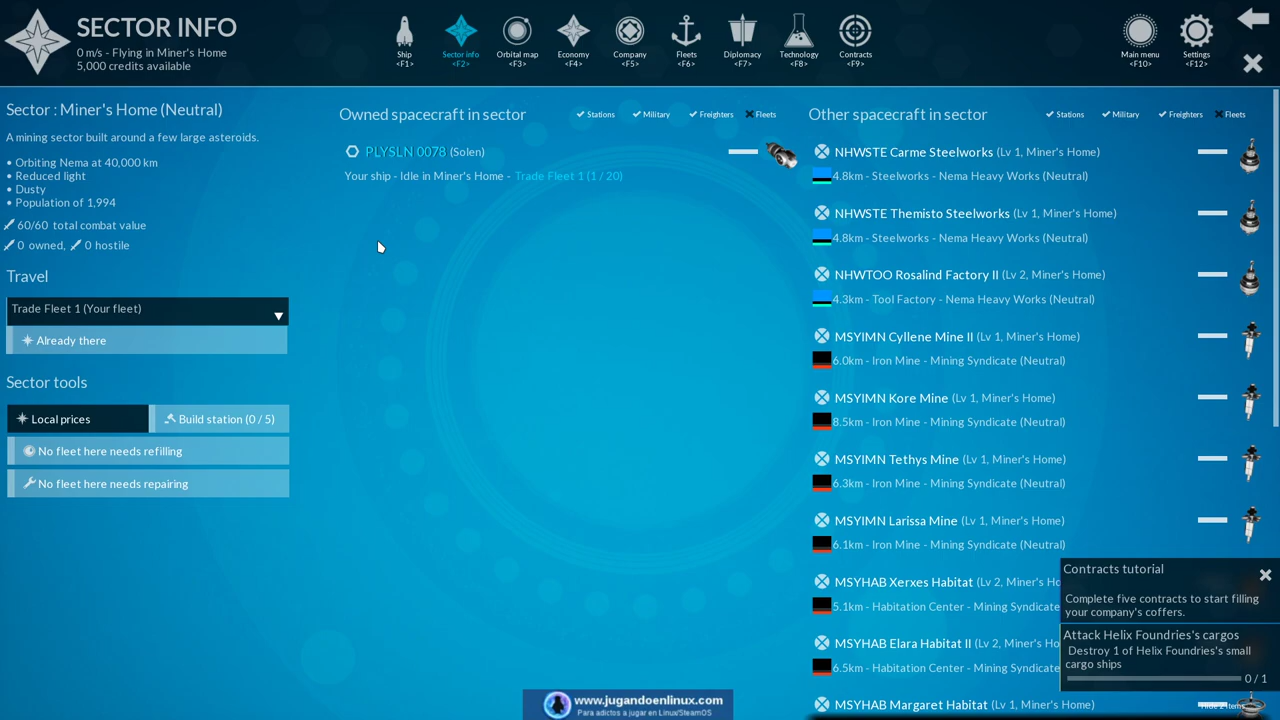 SECTOR INFO
0 m/s - Flying in Miner's Home
5,000 credits available
Ship
<F1>
Sector info
<F2>
Orbital map
<F3>
Economy
<F4>
Company
<F5>
Fleets
<F6>
Diplomacy
<F7>
Technology
<F8>
Contracts
<F9>
Main menu
<F10>
Settings
<F12>
Sector : Miner's Home (Neutral)
A mining sector built around a few large asteroids.
• Orbiting Nema at 40,000 km
• Reduced light
• Dusty
• Population of 1,994
60/60 total combat value
0 owned, 0 hostile
Travel
Trade Fleet 1 (Your fleet)
Already there
Sector tools
Local prices
Build station (0 / 5)
No fleet here needs refilling
No fleet here needs repairing
Owned spacecraft in sector
Stations
Military
Freighters
Fleets
PLYSLN 0078 (Solen)
Your ship - Idle in Miner's Home - Trade Fleet 1 (1 / 20)
Other spacecraft in sector
Stations
Military
Freighters
Fleets
NHWSTE Carme Steelworks (Lv 1, Miner's Home)
4.8km - Steelworks - Nema Heavy Works (Neutral)
NHWSTE Themisto Steelworks (Lv 1, Miner's Home)
4.8km - Steelworks - Nema Heavy Works (Neutral)
NHWTOO Rosalind Factory II (Lv 2, Miner's Home)
4.3km - Tool Factory - Nema Heavy Works (Neutral)
MSYIMN Cyllene Mine II (Lv 1, Miner's Home)
6.0km - Iron Mine - Mining Syndicate (Neutral)
MSYIMN Kore Mine (Lv 1, Miner's Home)
8.5km - Iron Mine - Mining Syndicate (Neutral)
MSYIMN Tethys Mine (Lv 1, Miner's Home)
6.3km - Iron Mine - Mining Syndicate (Neutral)
MSYIMN Larissa Mine (Lv 1, Miner's Home)
6.1km - Iron Mine - Mining Syndicate (Neutral)
MSYHAB Xerxes Habitat (Lv 2, Miner's Ho
5.1km - Habitation Center - Mining Syndicate
MSYHAB Elara Habitat II (Lv 2, Miner's Ho
6.5km - Habitation Center - Mining Syndicate
MSYHAB Margaret Habitat (Lv 1, Miner's Home)
Contracts tutorial
Complete five contracts to start filling
your company's coffers.
Attack Helix Foundries's cargos
Destroy 1 of Helix Foundries's small
cargo ships
0 / 1
www.jugandoenlinux.com
Para adictos a jugar en Linux/SteamOS